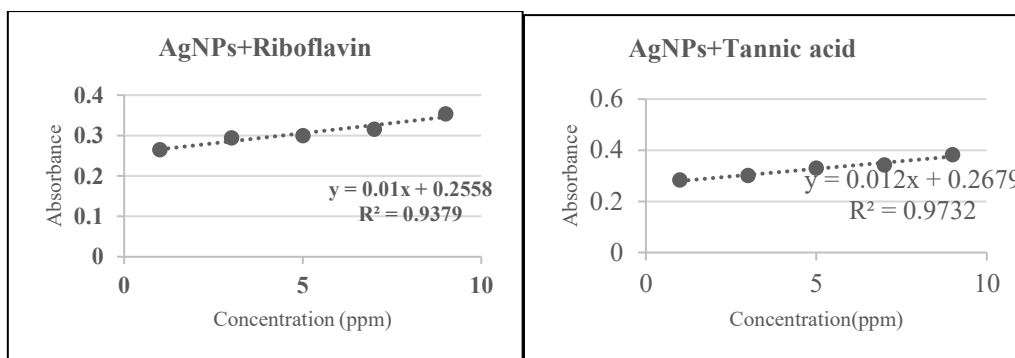 AgNPs+Riboflavin
0.4
0.3
0.2
0.1
0
Absorbance
y = 0.01x + 0.2558
R² = 0.9379
0
5
10
Concentration (ppm)
AgNPs+Tannic acid
0.6
0.4
0.2
0
Absorbance
y = 0.012x + 0.2679
R² = 0.9732
0
5
10
Concentration(ppm)